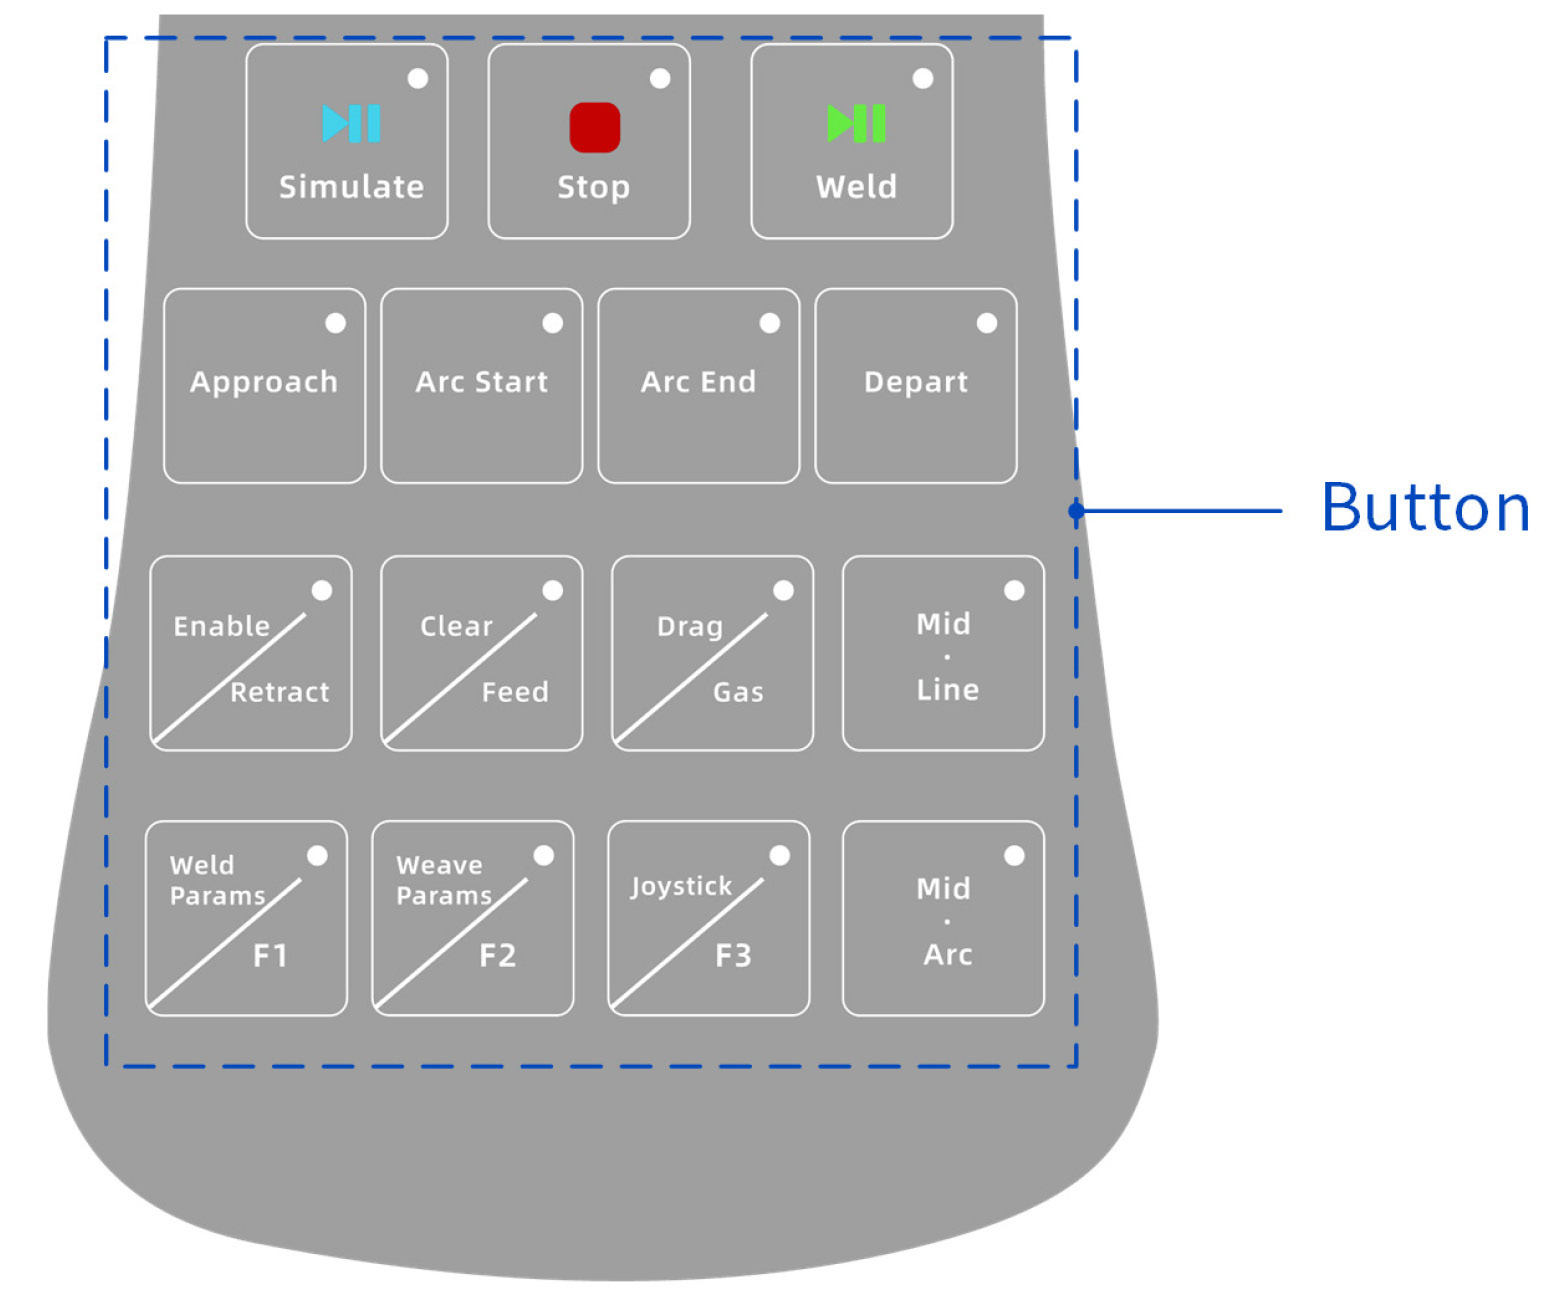 Simulate
Stop
Weld
Approach
Arc Start
Arc End
Depart
Button
Enable
Retract
Clear
Feed
Drag
Gas
Mid
·
Line
Weld
Params
F1
Weave
Params
F2
Joystick
F3
Mid
·
Arc